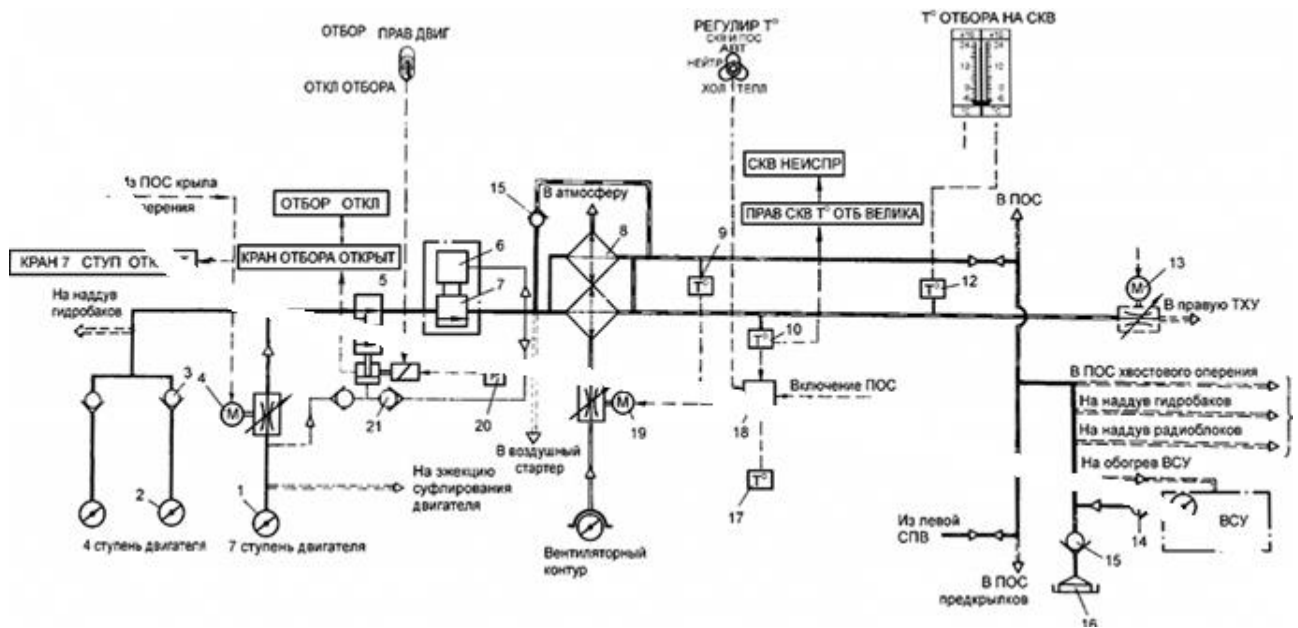 ОТБОР ПРАВ ДВИГ
ОТКЛ ОТБОРА
РЕГУЛИР Т°
СКВ И ПОС
АВТ
НЕЙТР
ХОЛ ТЕПЛ
Т° ОТБОРА НА СКВ
°С °С
Из ПОС крыла
ерения
ОТБОР ОТКЛ
КРАН 7 СТУП ОТК
КРАН ОТБОРА ОТКРЫТ
15
В атмосферу
СКВ НЕИСПР
ПРАВ СКВ Т° ОТБ ВЕЛИКА
В ПОС
5
6
7
8
9
Т°
10
Т°
12
Т°
13
М
На наддув
гидробаков
В правую ТХУ
3
4
М
21
20
В воздушный
стартер
19
М
18
Включение ПОС
В ПОС хвостового оперения
На наддув гидробаков
На наддув радиоблоков
На обогрев ВСУ
На эжекцию
суфлирования
двигателя
17
Т°
2
1
4 ступень двигателя
7 ступень двигателя
Вентиляторный
контур
Из левой
СПВ
14
ВСУ
15
16
В ПОС
предкрылков